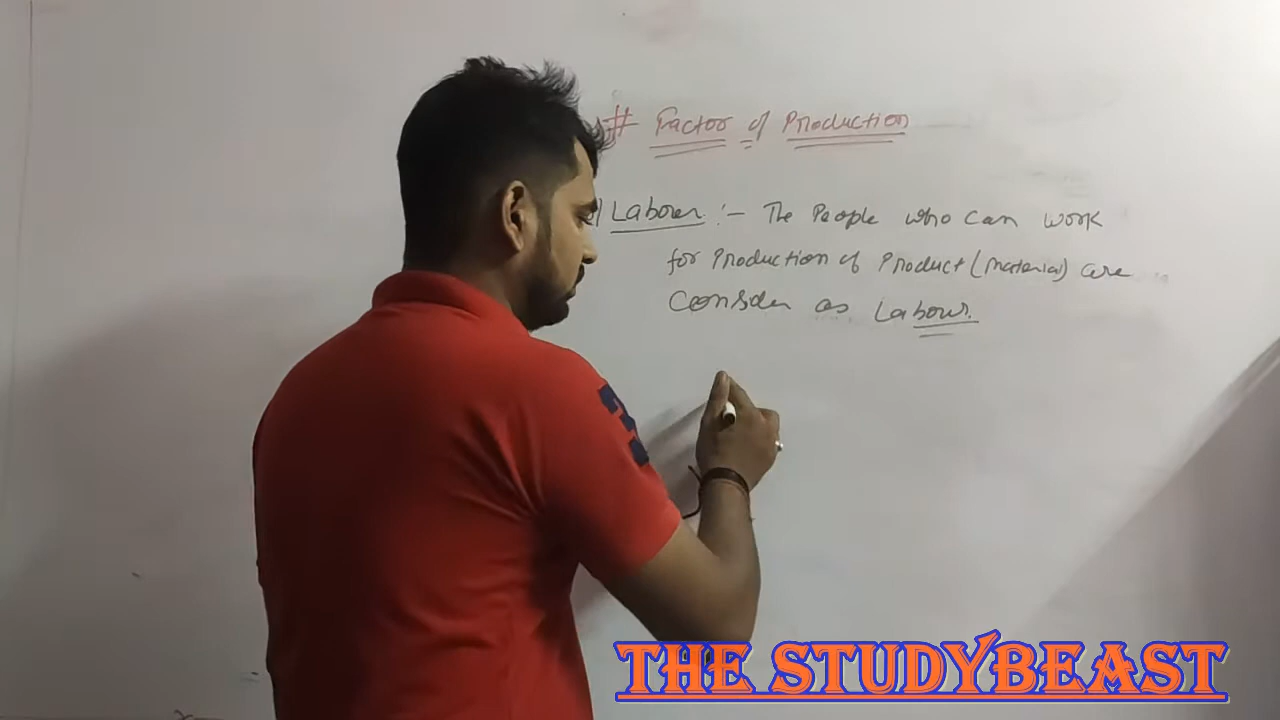 # Factor of Production
Labour :- The People who can work
for Production of Product (Material) are
Consider as Labour.
3
THE STUDYBEAST